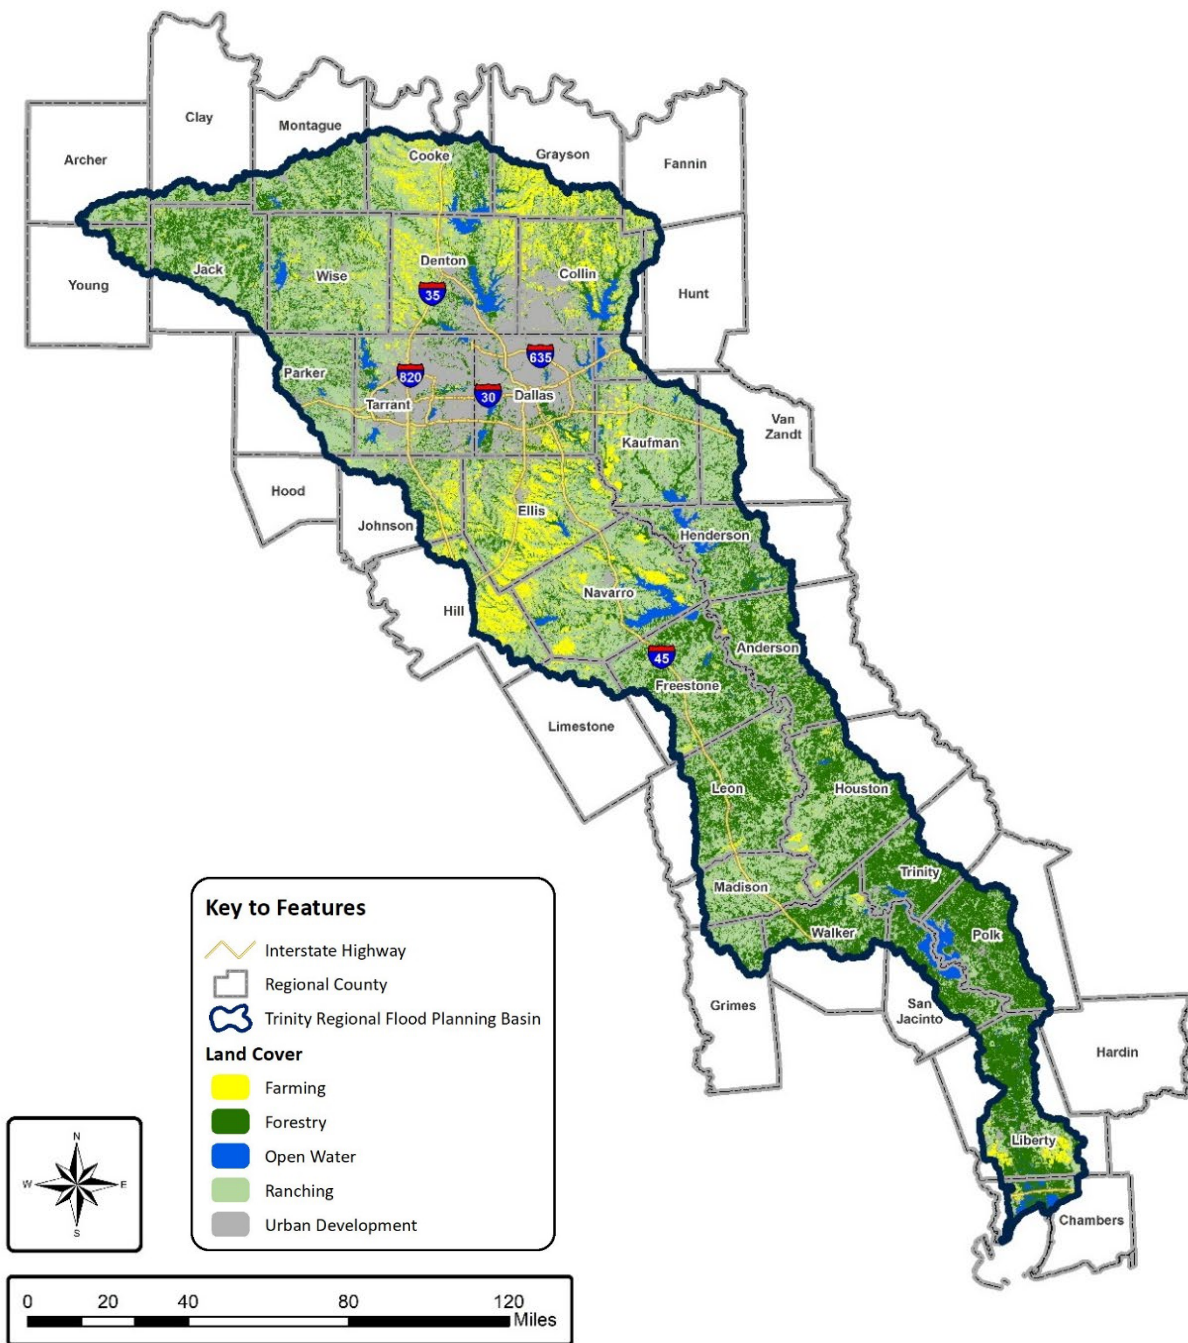 Clay
Montague
Archer
Cooke
Grayson
Fannin
Young
Jack
Wise
Denton
Collin
Hunt
35
Parker
820
Tarrant
30
635
Dallas
Van
Zandt
Kaufman
Hood
Johnson
Ellis
Henderson
Hill
Navarro
Anderson
45
Freestone
Limestone
Leon
Houston
Madison
Trinity
Walker
Polk
Grimes
San
Jacinto
Hardin
Liberty
Chambers
Key to Features
Interstate Highway
Regional County
Trinity Regional Flood Planning Basin
Land Cover
Farming
Forestry
Open Water
Ranching
Urban Development
N
W E
S
0 20 40 80 120
Miles